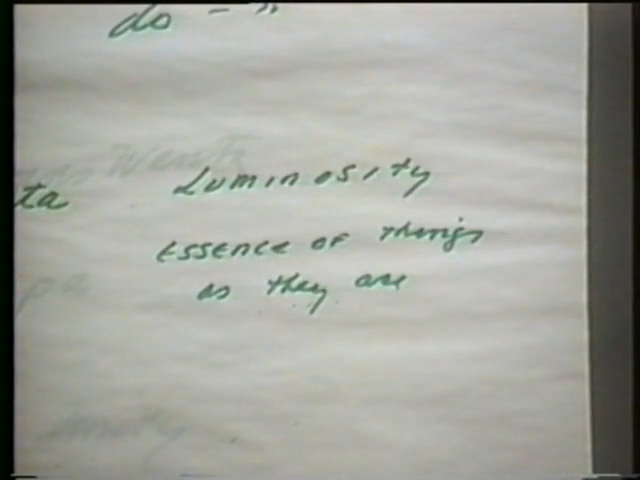 do - "
ta
Luminosity
Essence of things
as they are